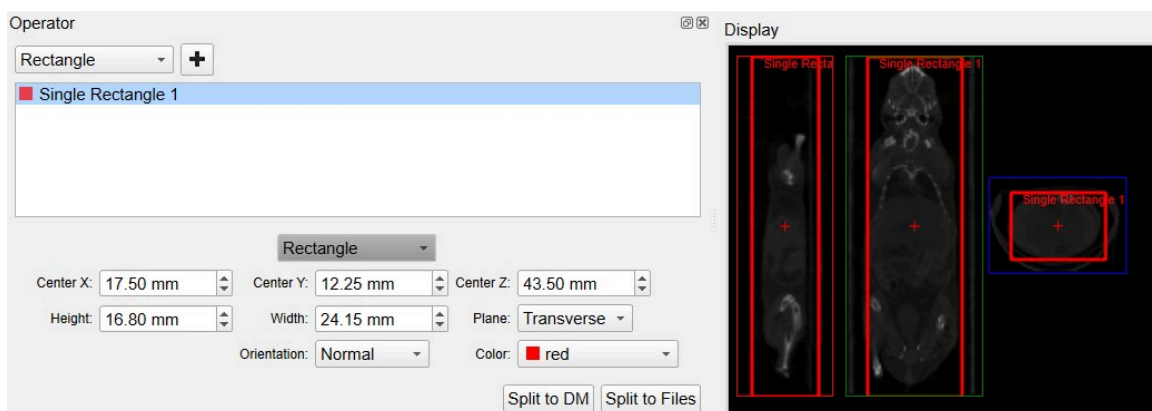 Operator
Rectangle
Single Rectangle 1
Rectangle
Center X: 17.50 mm Center Y: 12.25 mm Center Z: 43.50 mm
Height: 16.80 mm Width: 24.15 mm Plane: Transverse
Orientation: Normal Color: red
Split to DM Split to Files
Display
Single Recta
Single Rectangle 1
Single Rectangle 1